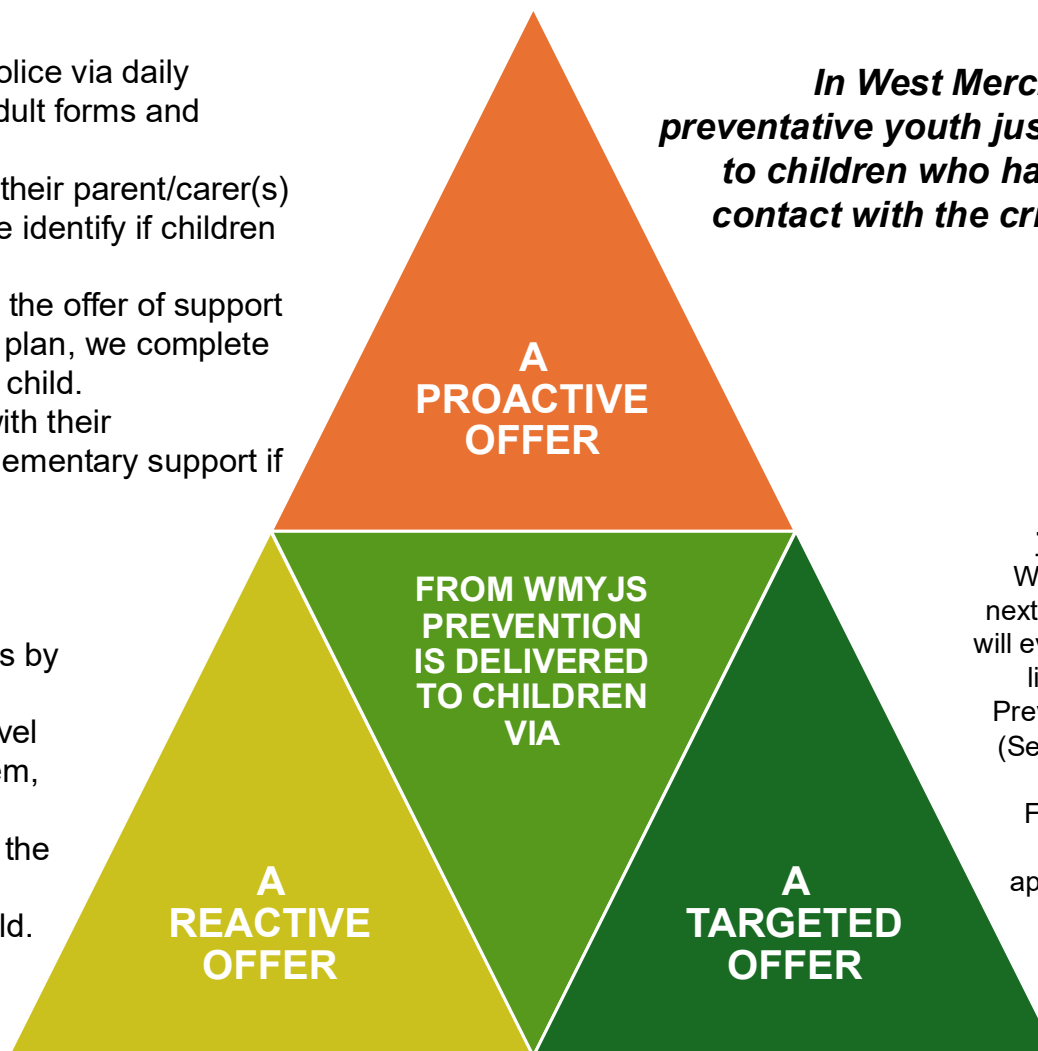 olice via daily
dult forms and
their parent/carer(s)
e identify if children
the offer of support
plan, we complete
child.
with their
lementary support if
In West Merc
preventative youth jus
to children who ha
contact with the cri
A
PROACTIVE
OFFER
FROM WMYJS
PREVENTION
IS DELIVERED
TO CHILDREN
VIA
s by
vel
em,
the
ld.
A
REACTIVE
OFFER
A
TARGETED
OFFER
W
next
will ev
li
Prev
(Se
F
ap